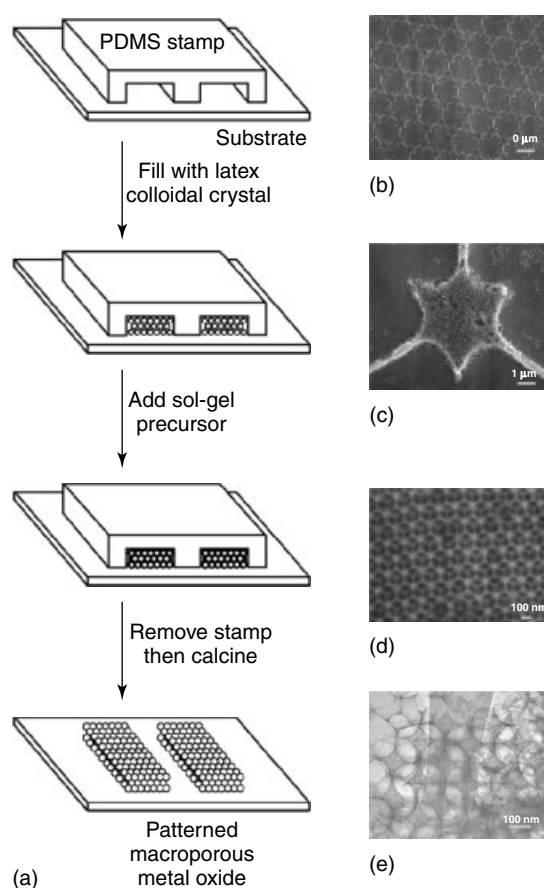 PDMS stamp
Substrate
Fill with latex
colloidal crystal
Add sol-gel
precursor
Remove stamp
then calcine
Patterned
macroporous
metal oxide
(a)
0 µm
(b)
1 µm
(c)
100 nm
(d)
100 nm
(e)